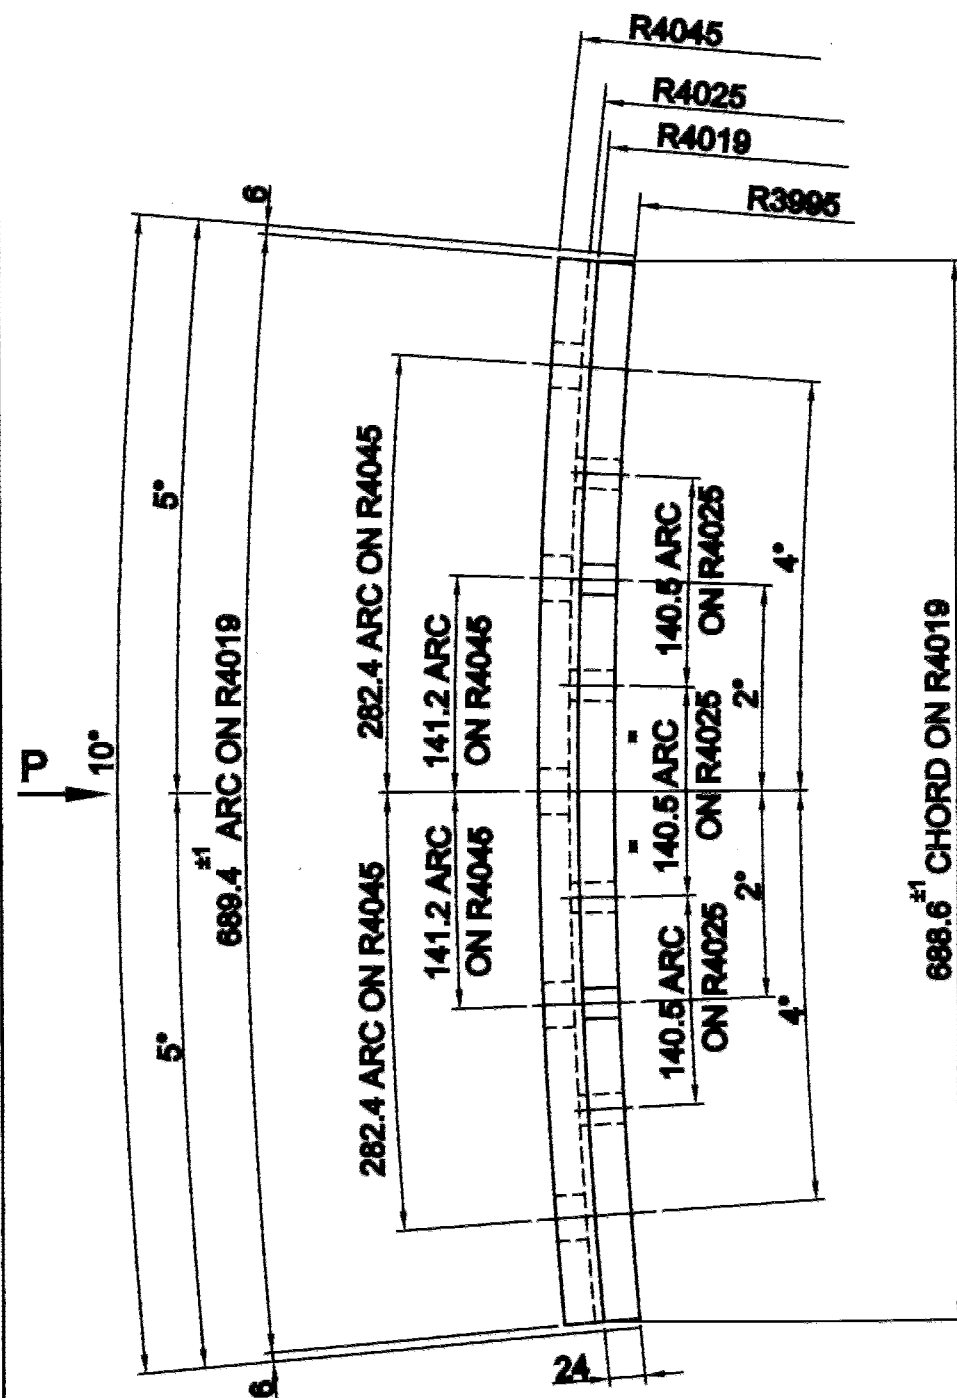 R4045
R4025
R4019
R3995
6
5°
5°
10°
P
689.4 ±1 ARC ON R4019
282.4 ARC ON R4045
282.4 ARC ON R4045
141.2 ARC
ON R4045
141.2 ARC
ON R4045
140.5 ARC
ON R4025
140.5 ARC
ON R4025
140.5 ARC
ON R4025
=
=
2°
2°
4°
4°
688.6 ±1 CHORD ON R4019
24
6